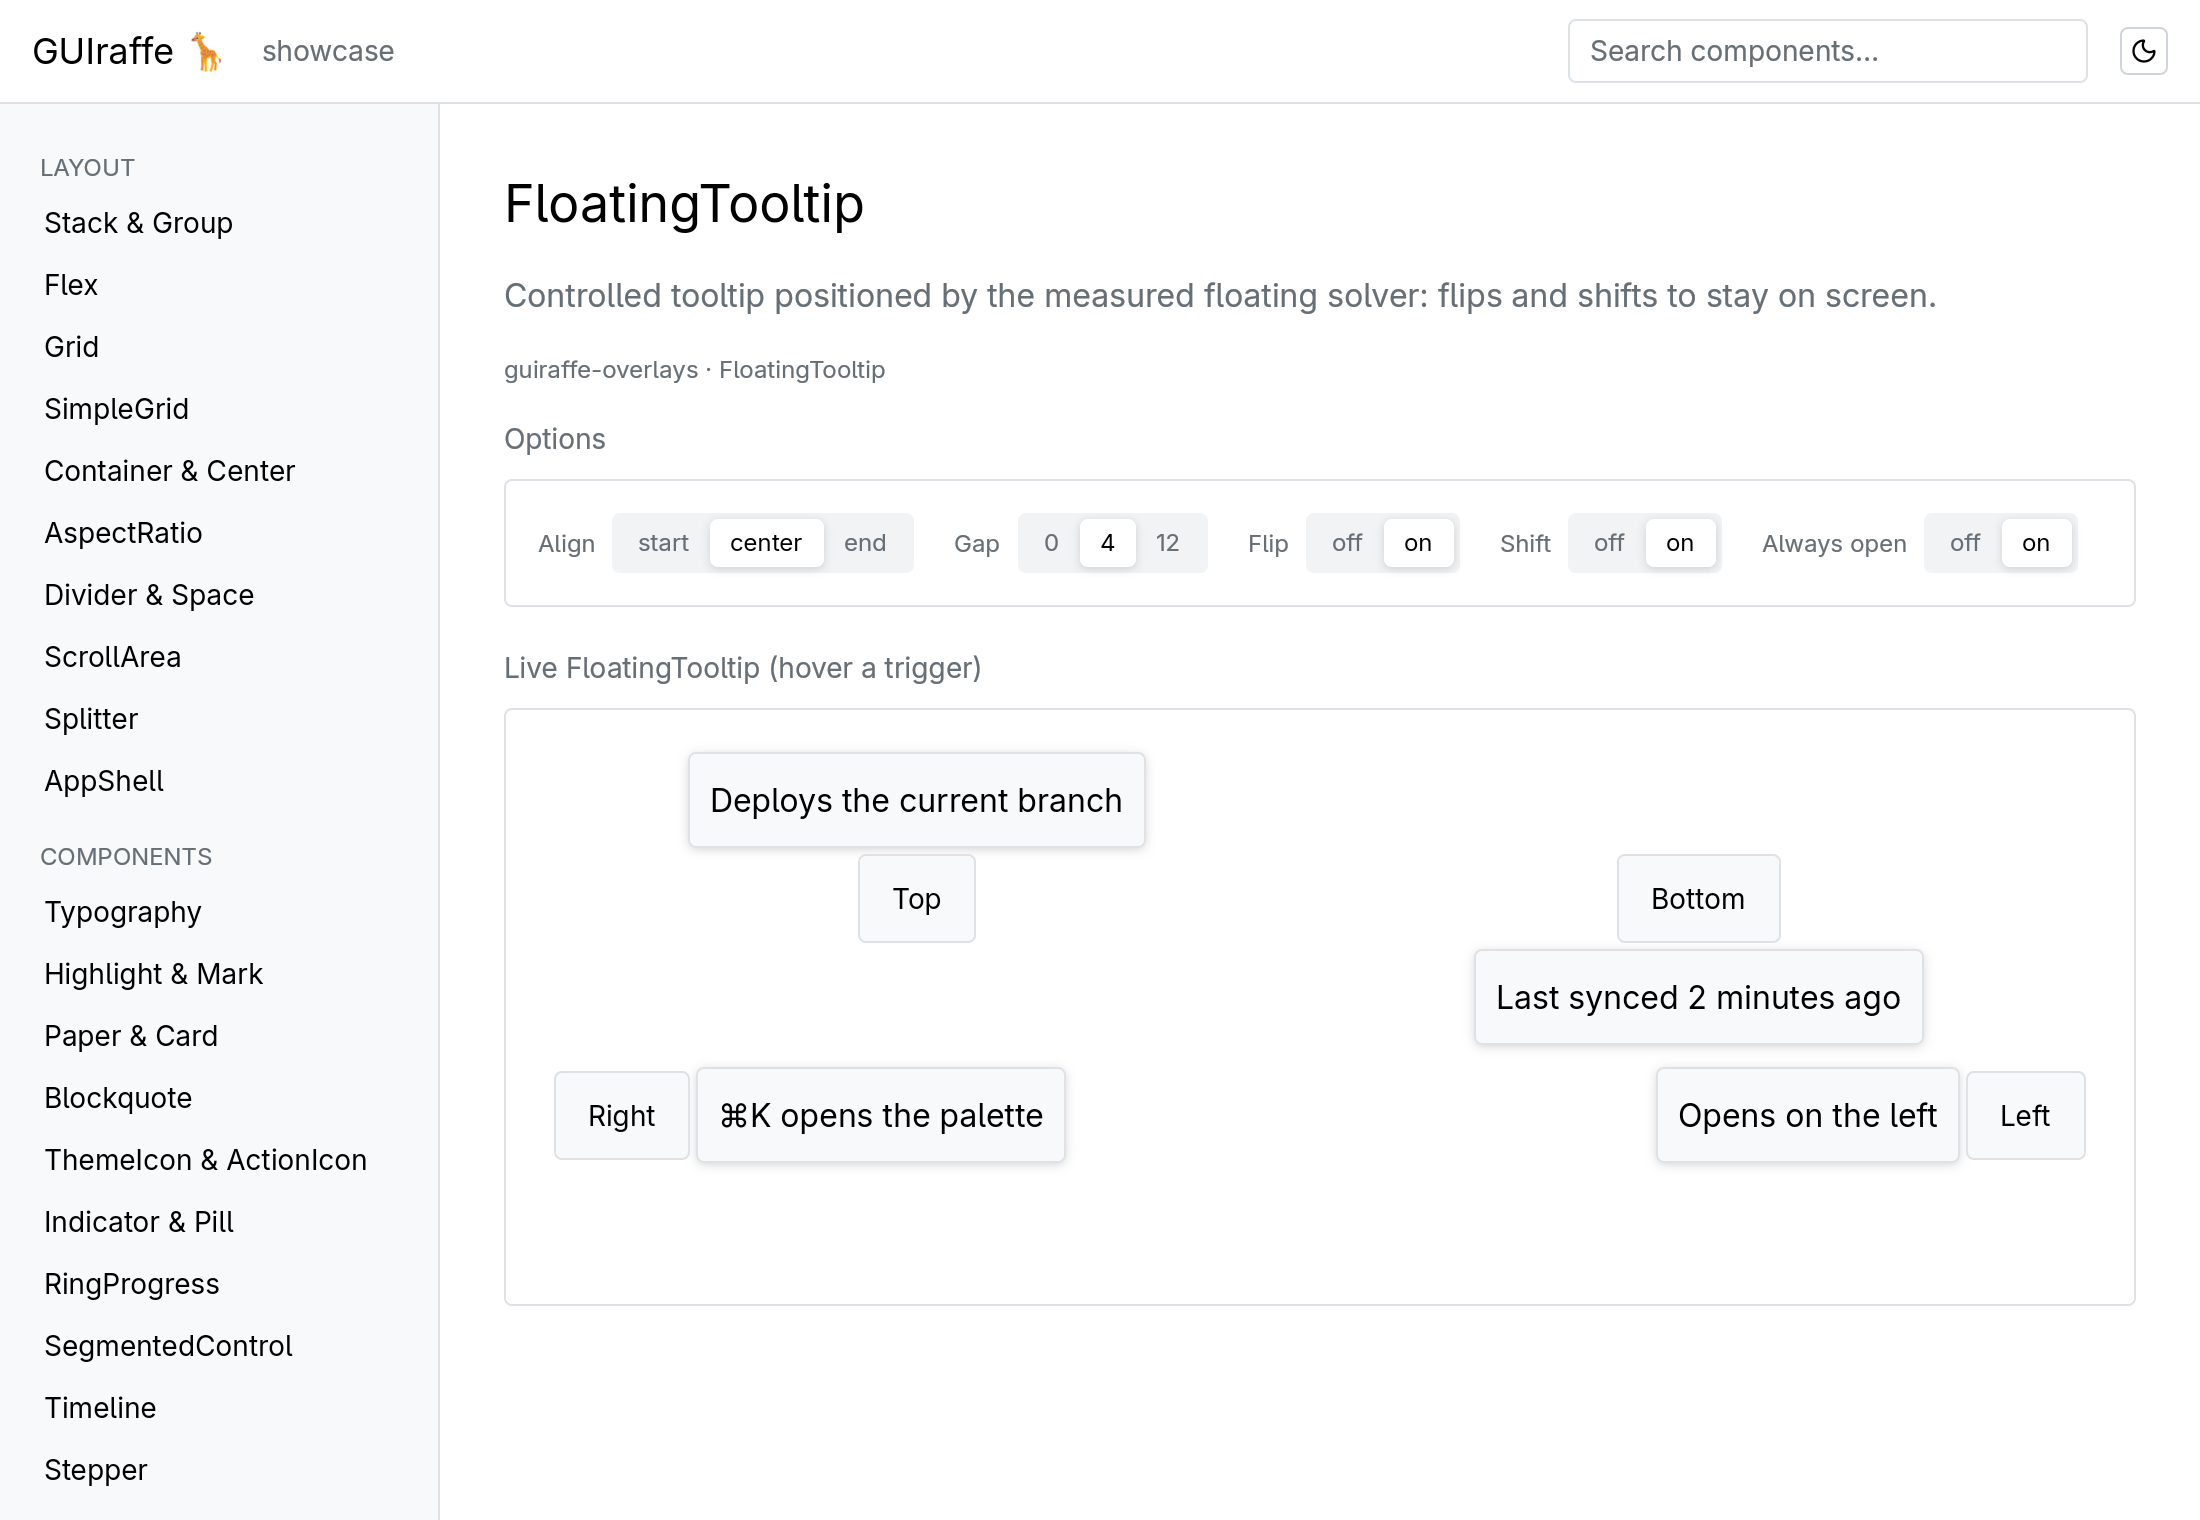 GUIraffe 🦒 showcase
Search components...
LAYOUT
Stack & Group
Flex
Grid
SimpleGrid
Container & Center
AspectRatio
Divider & Space
ScrollArea
Splitter
AppShell
COMPONENTS
Typography
Highlight & Mark
Paper & Card
Blockquote
ThemeIcon & ActionIcon
Indicator & Pill
RingProgress
SegmentedControl
Timeline
Stepper
FloatingTooltip
Controlled tooltip positioned by the measured floating solver: flips and shifts to stay on screen.
guiraffe-overlays · FloatingTooltip
Options
Align start center end Gap 0 4 12 Flip off on Shift off on Always open off on
Live FloatingTooltip (hover a trigger)
Deploys the current branch
Top Bottom
Last synced 2 minutes ago
Right ⌘K opens the palette Opens on the left Left